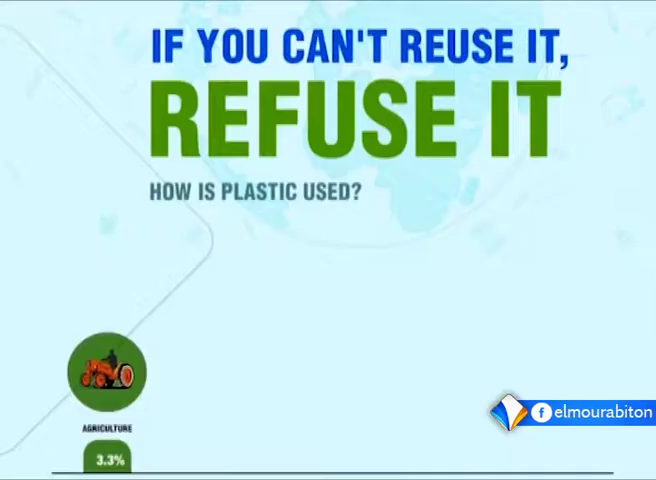 IF YOU CAN'T REUSE IT,
REFUSE IT
HOW IS PLASTIC USED?
AGRICULTURE
3.3%
f elmourabiton